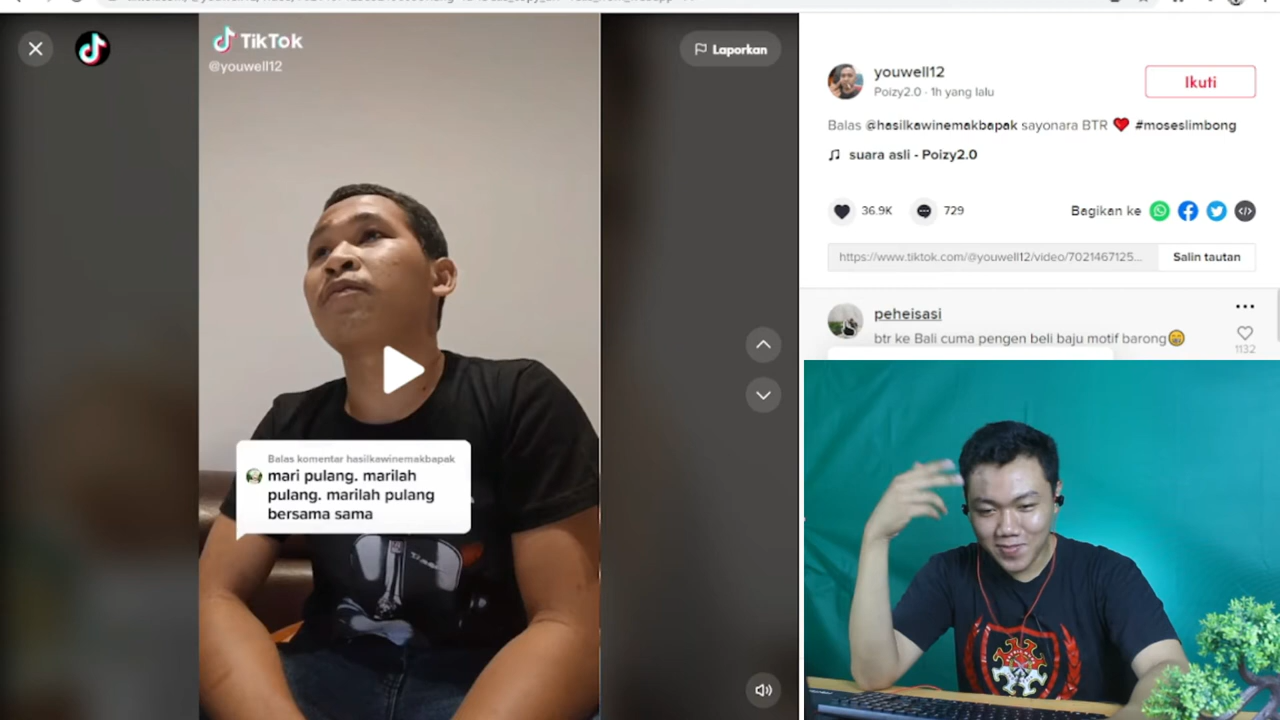 TikTok
@youwell12
Laporkan
Balas komentar hasilkawinemakbapak
mari pulang. marilah
pulang. marilah pulang
bersama sama
youwell12
Poizy2.0 · 1h yang lalu
Ikuti
Balas @hasilkawinemakbapak sayonara BTR ❤️ #moseslimbong
suara asli - Poizy2.0
36.9K
729
Bagikan ke
https://www.tiktok.com/@youwell12/video/7021467125...
Salin tautan
peheisasi
btr ke Bali cuma pengen beli baju motif barong😁
1132